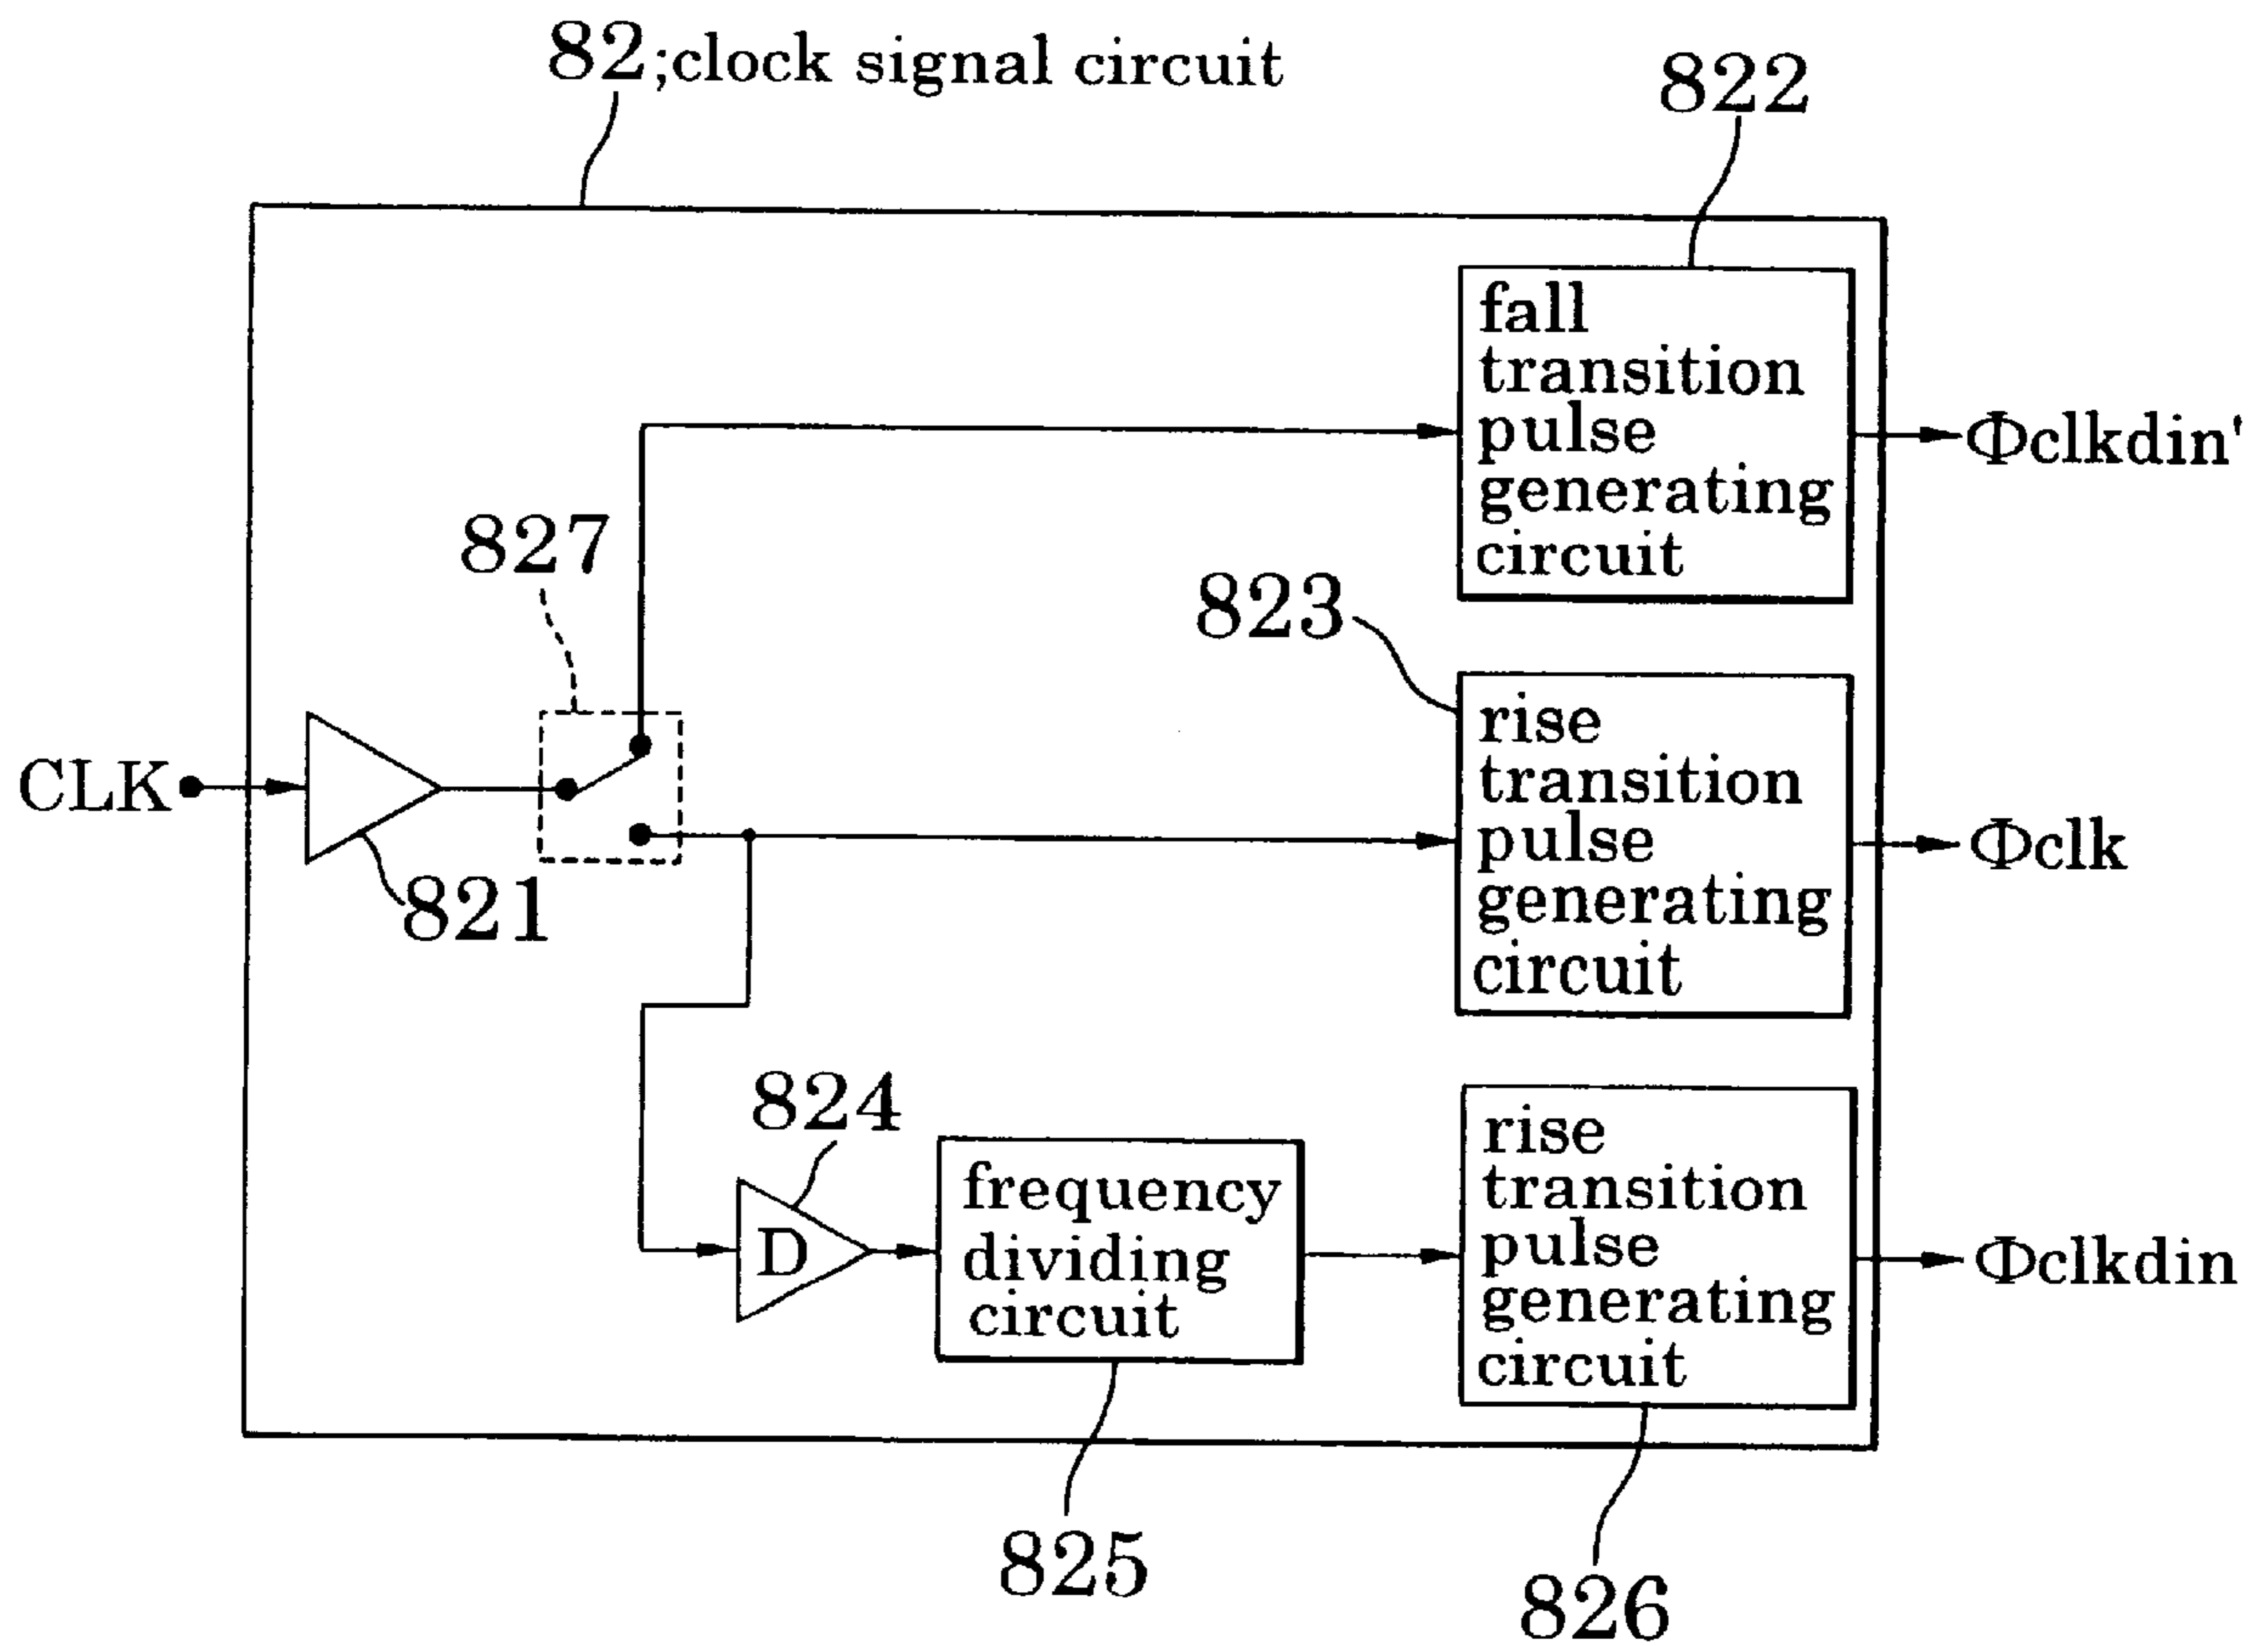 82;clock signal circuit
822
fall
transition
pulse
generating
circuit
Φclkdin'
827
823
rise
transition
pulse
generating
circuit
CLK
Φclk
821
824
D
frequency
dividing
circuit
rise
transition
pulse
generating
circuit
Φclkdin
825
826